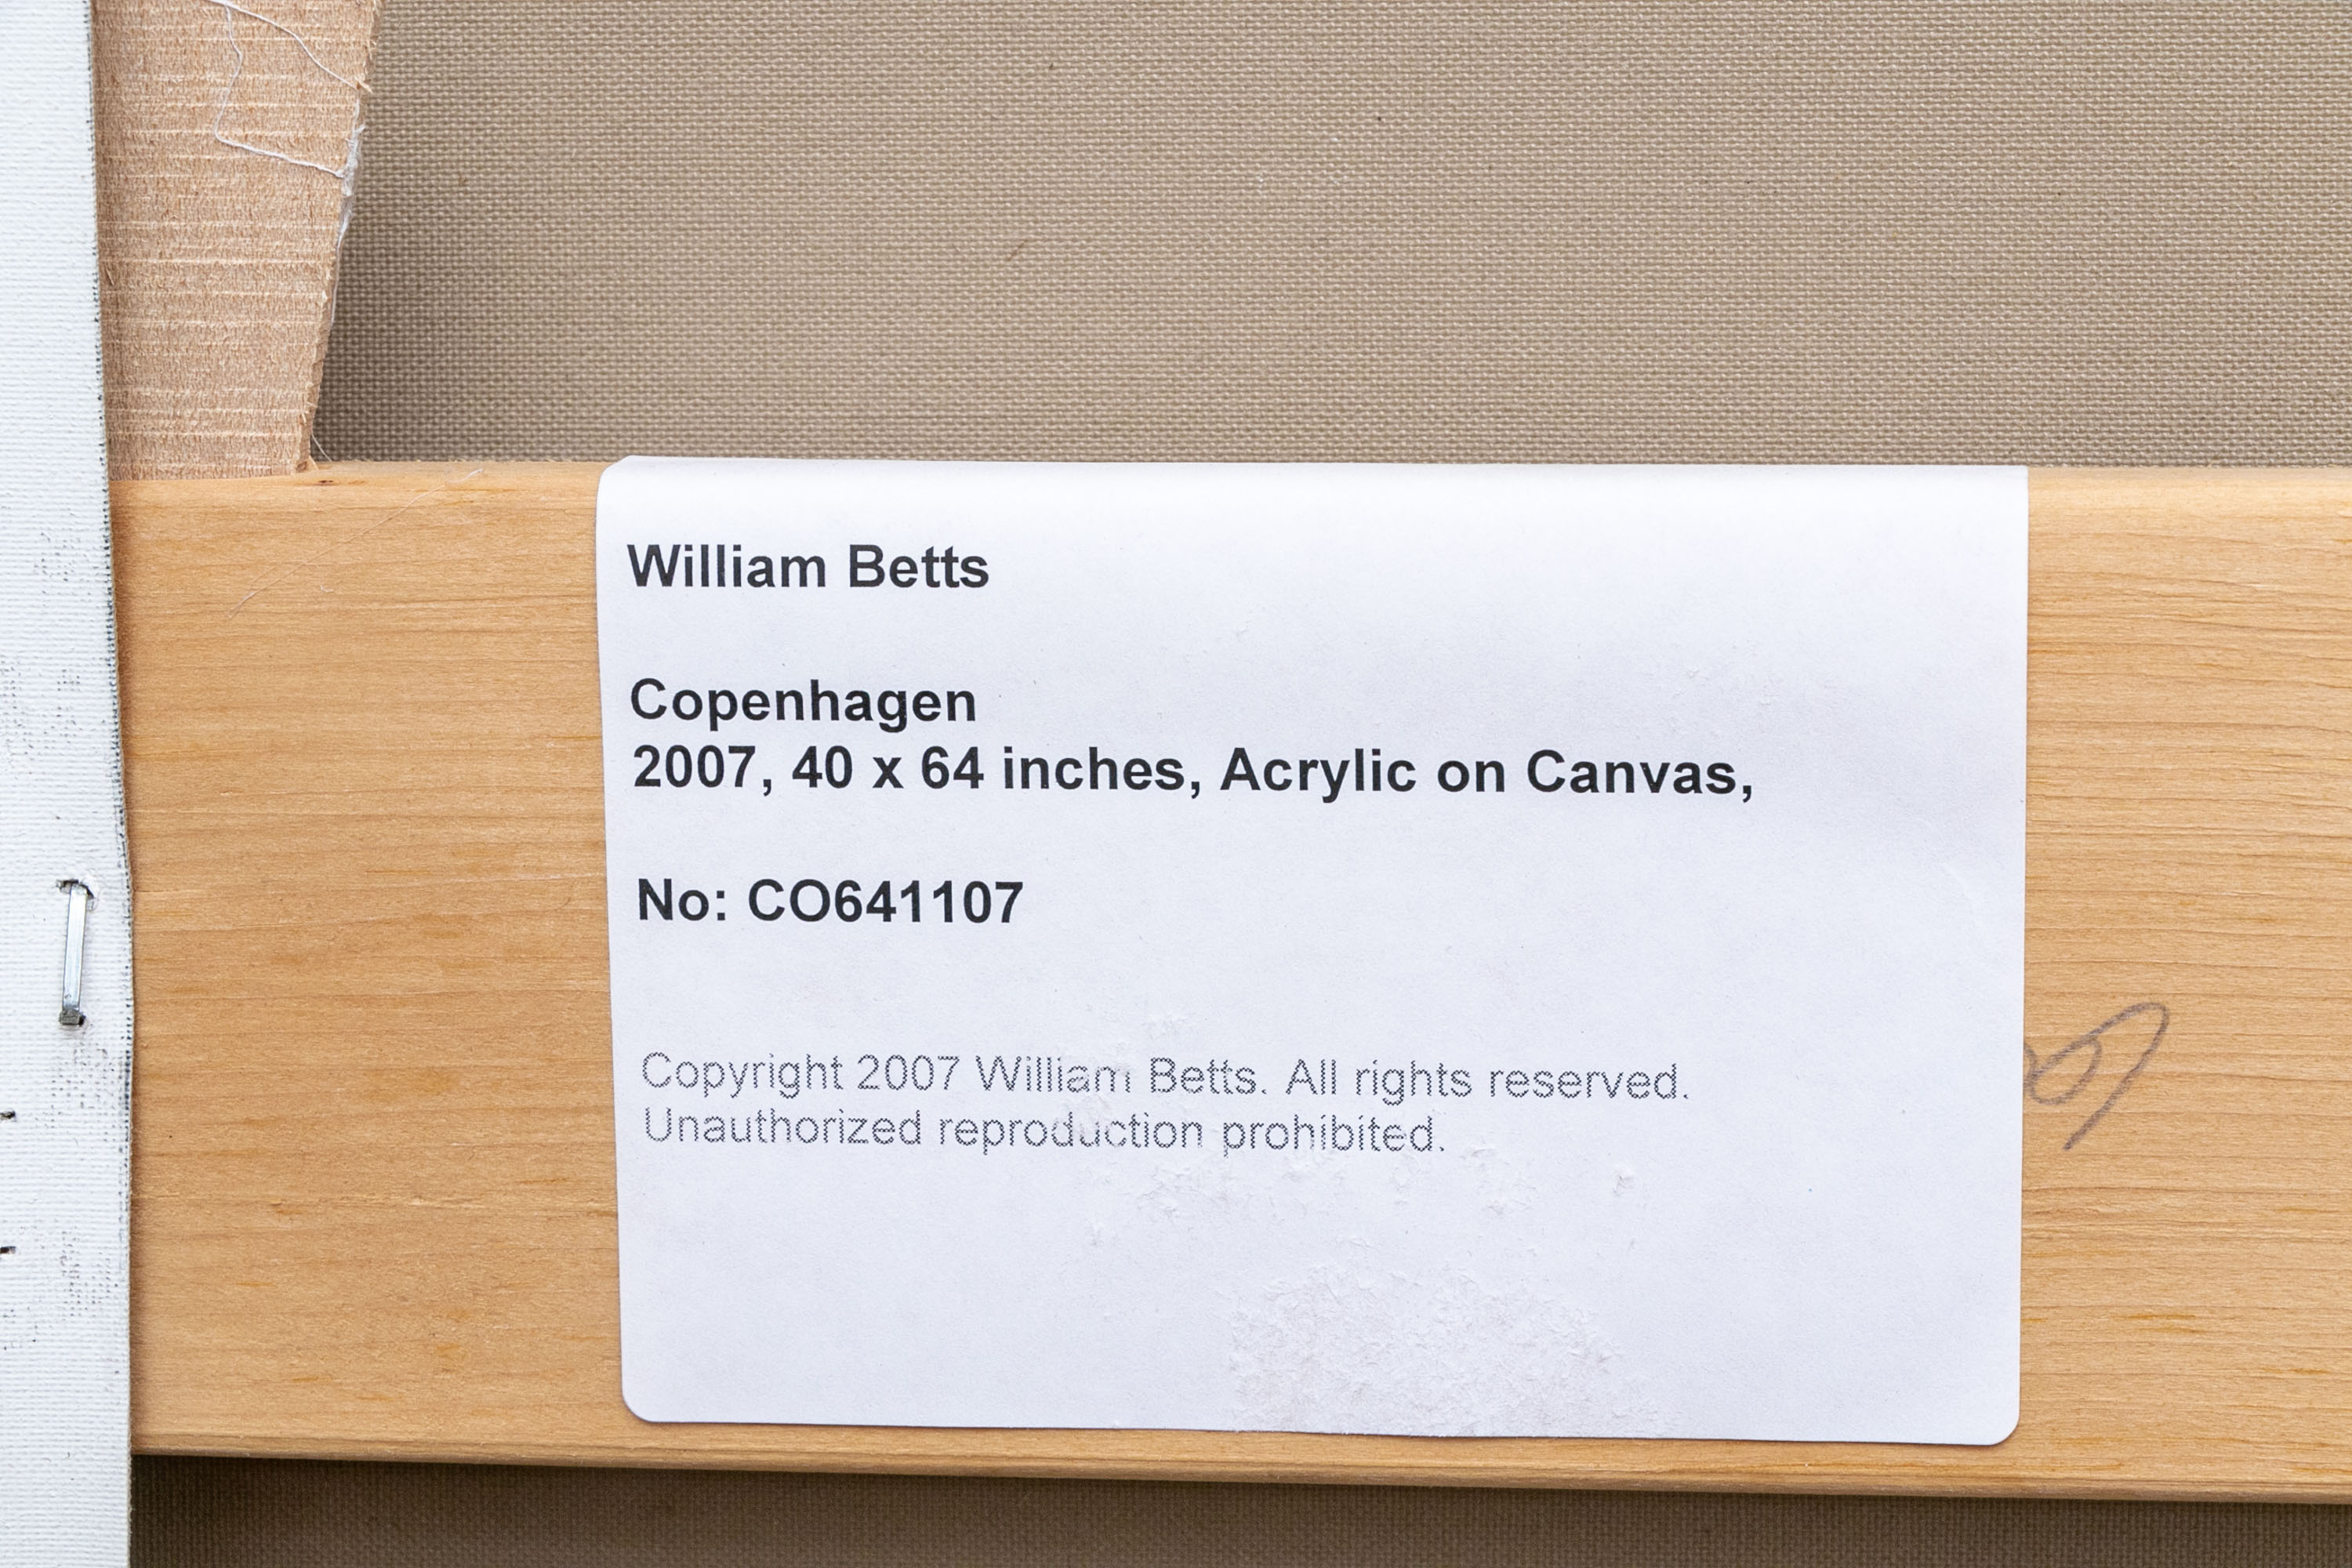 William Betts
Copenhagen
2007, 40 x 64 inches, Acrylic on Canvas,
No: CO641107
Copyright 2007 William Betts. All rights reserved.
Unauthorized reproduction prohibited.